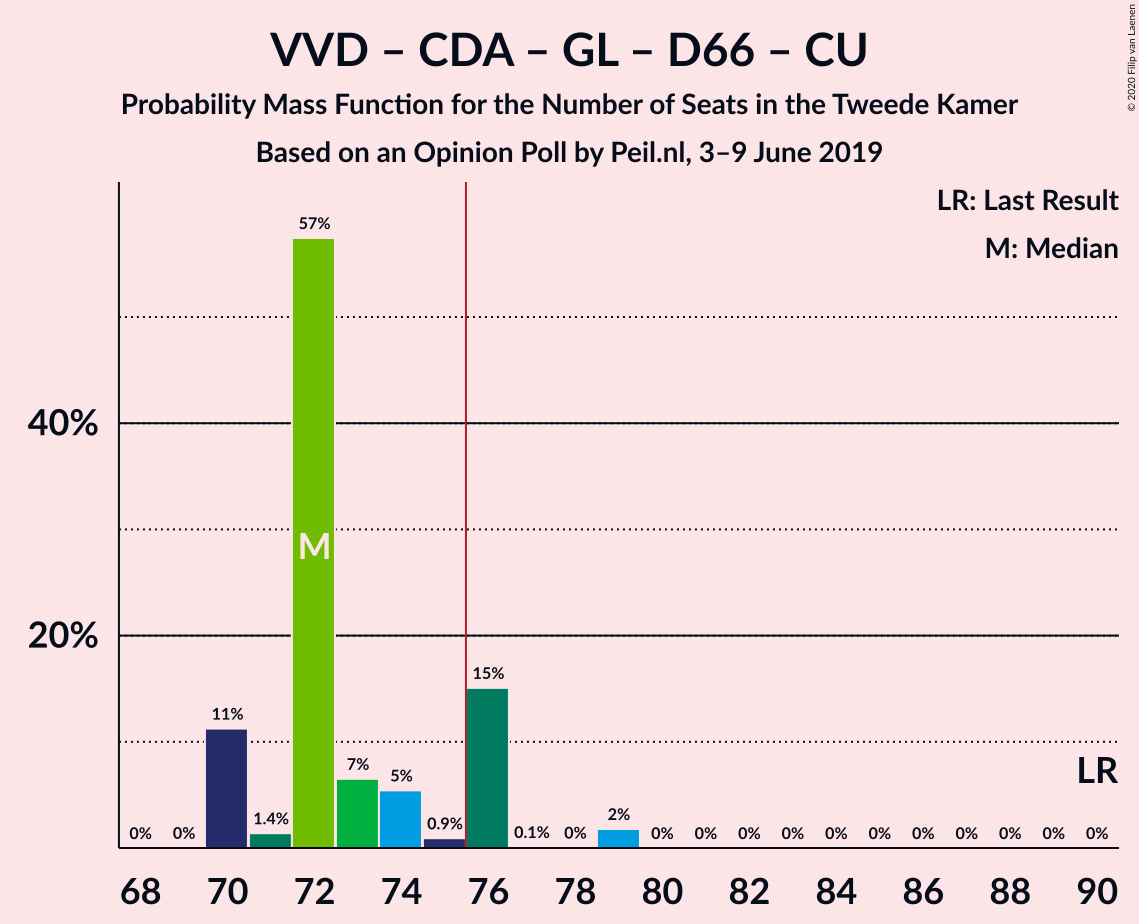 VVD – CDA – GL – D66 – CU
Probability Mass Function for the Number of Seats in the Tweede Kamer
Based on an Opinion Poll by Peil.nl, 3–9 June 2019
© 2020 Filip van Laenen
LR: Last Result
M: Median
57%
40%
M
20%
15%
11%
7%
5%
LR
1.4%
0.9%
2%
0% 0% 0.1% 0% 0% 0% 0% 0% 0% 0% 0% 0% 0% 0% 0%
68 70 72 74 76 78 80 82 84 86 88 90